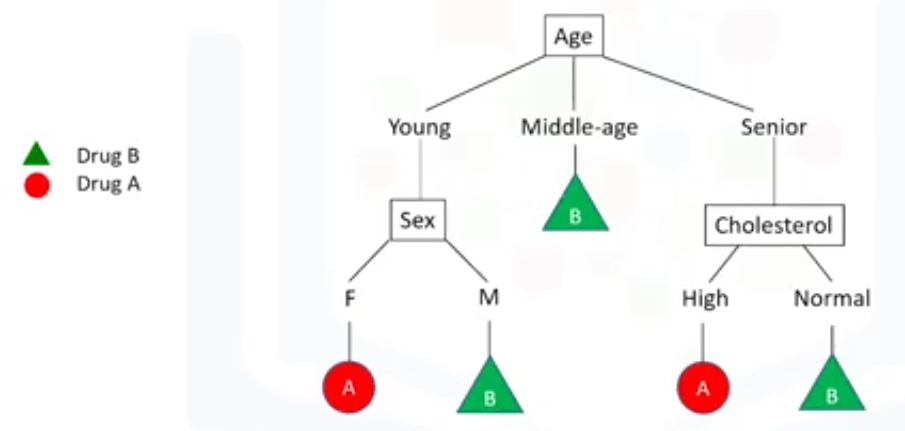 Age
Young
Middle-age
Senior
Drug B
Drug A
B
Sex
Cholesterol
F
M
High
Normal
A
B
A
B